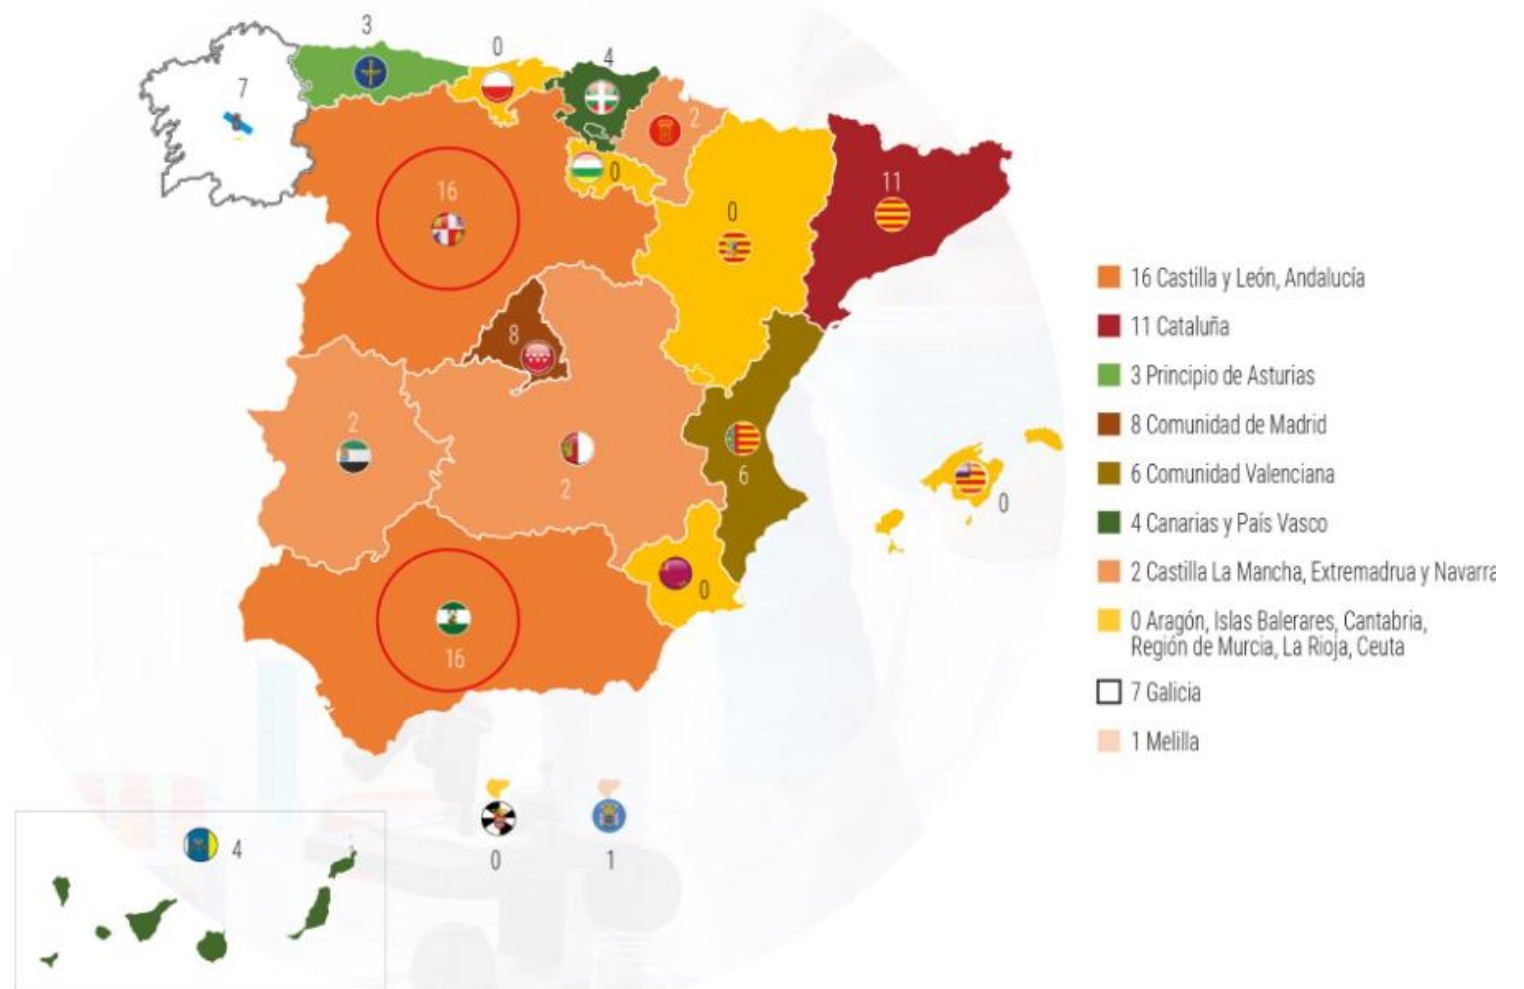 3
0
4
7
2
16
0
11
0
8
2
6
2
0
0
16
4
0
1
16 Castilla y León, Andalucía
11 Cataluña
3 Principio de Asturias
8 Comunidad de Madrid
6 Comunidad Valenciana
4 Canarias y País Vasco
2 Castilla La Mancha, Extremadrua y Navarra
0 Aragón, Islas Balerares, Cantabria,
Región de Murcia, La Rioja, Ceuta
7 Galicia
1 Melilla